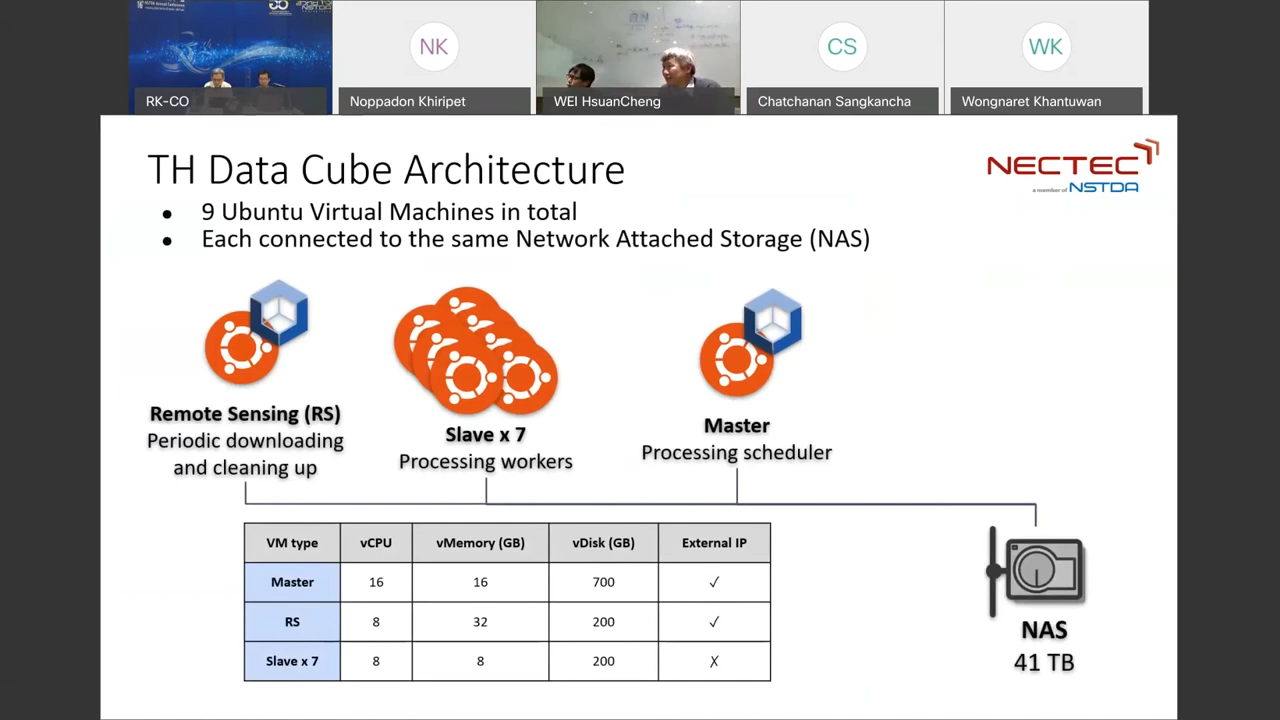 NSTDA Annual Conference
NK
CS
WK
RK-CO
Noppadon Khiripet
WEI HsuanCheng
Chatchanan Sangkancha
Wongnaret Khantuwan
TH Data Cube Architecture
NECTEC
a member of NSTDA
● 9 Ubuntu Virtual Machines in total
● Each connected to the same Network Attached Storage (NAS)
Remote Sensing (RS)
Periodic downloading
and cleaning up
Slave x 7
Processing workers
Master
Processing scheduler
VM type vCPU vMemory (GB) vDisk (GB) External IP
Master 16 16 700 ✓
RS 8 32 200 ✓
Slave x 7 8 8 200 X
NAS
41 TB